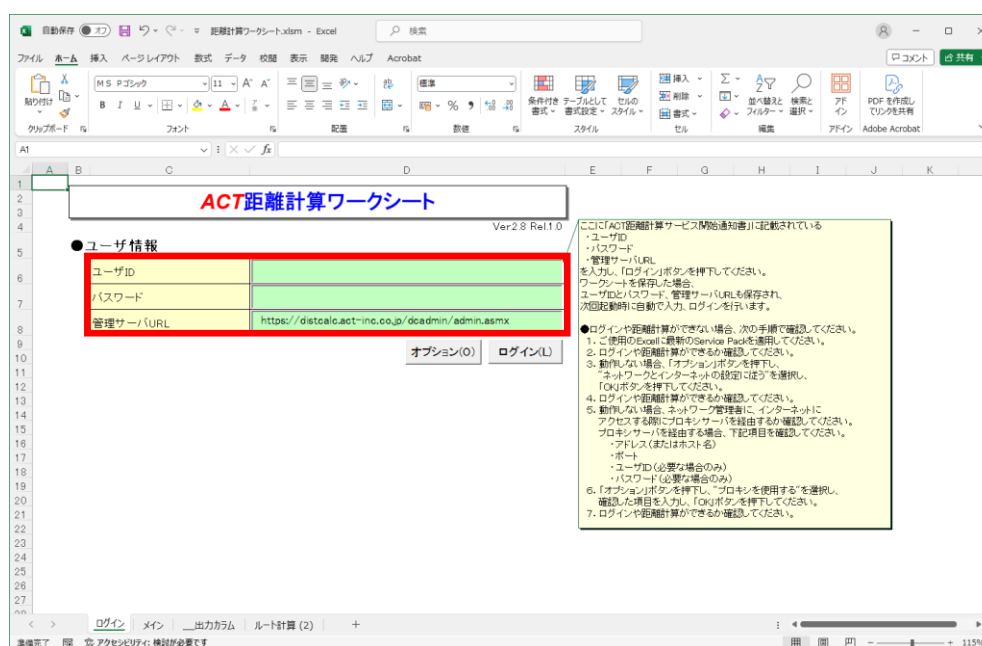 自動保存 オフ 距離計算ワークシート.xlsm - Excel 検索
ファイル ホーム 挿入 ページレイアウト 数式 データ 校閲 表示 開発 ヘルプ Acrobat コメント 共有
貼り付け MS Pゴシック 11 A^ A˅ 標準 条件付き書式 テーブルとして書式設定 セルのスタイル 挿入 削除 書式 並べ替えとフィルター 検索と選択 アドイン PDF を作成してリンクを共有
B I U A % 9
クリップボード フォント 配置 数値 スタイル セル 編集 アドイン Adobe Acrobat
A1 fx
A B C D E F G H I J K
1
2
3
4
5
6
7
8
9
10
11
12
13
14
15
16
17
18
19
20
21
22
23
24
25
26
27
ACT距離計算ワークシート
Ver2.8 Rel.1.0
●ユーザ情報
ユーザID
パスワード
管理サーバURL https://distcalc.act-inc.co.jp/dcadmin/admin.asmx
オプション(O) ログイン(L)
ここに「ACT距離計算サービス開始通知書」に記載されている
・ユーザID
・パスワード
・管理サーバURL
を入力し、「ログイン」ボタンを押下してください。
ワークシートを保存した場合、
ユーザIDとパスワード、管理サーバURLも保存され、
次回起動時に自動で入力、ログインを行います。
●ログインや距離計算ができない場合、次の手順で確認してください。
1. ご使用のExcelに最新のService Packを適用してください。
2. ログインや距離計算ができるか確認してください。
3. 動作しない場合、「オプション」ボタンを押下し、
"ネットワークとインターネットの設定に従う"を選択し、
「OK」ボタンを押下してください。
4. ログインや距離計算ができるか確認してください。
5. 動作しない場合、ネットワーク管理者に、インターネットに
アクセスする際にプロキシサーバを経由するか確認してください。
プロキシサーバを経由する場合、下記項目を確認してください。
・アドレス(またはホスト名)
・ポート
・ユーザID(必要な場合のみ)
・パスワード(必要な場合のみ)
6. 「オプション」ボタンを押下し、"プロキシを使用する"を選択し、
確認した項目を入力し、「OK」ボタンを押下してください。
7. ログインや距離計算ができるか確認してください。
ログイン メイン __出力カラム ルート計算 (2) +
準備完了 アクセシビリティ: 検討が必要です 115%